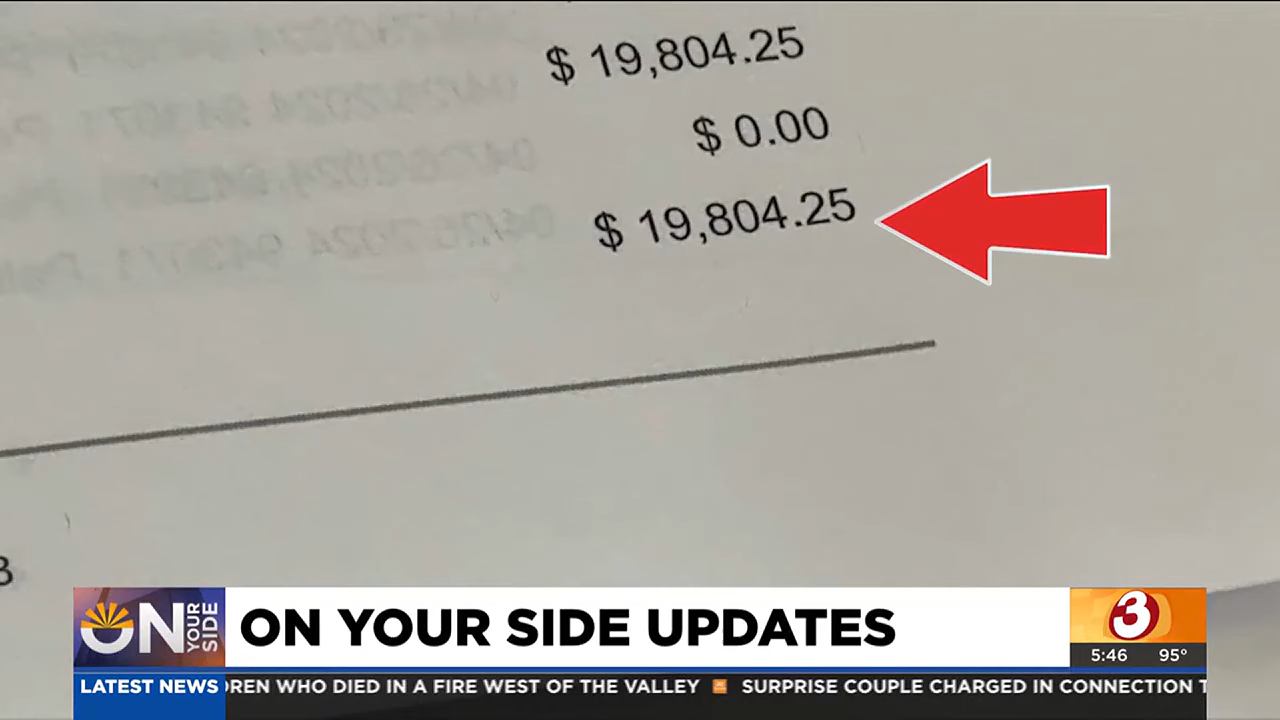 $ 19,804.25
$ 0.00
$ 19,804.25
ON YOUR SIDE
ON YOUR SIDE UPDATES
3
5:46 95°
LATEST NEWS
REN WHO DIED IN A FIRE WEST OF THE VALLEY
SURPRISE COUPLE CHARGED IN CONNECTION